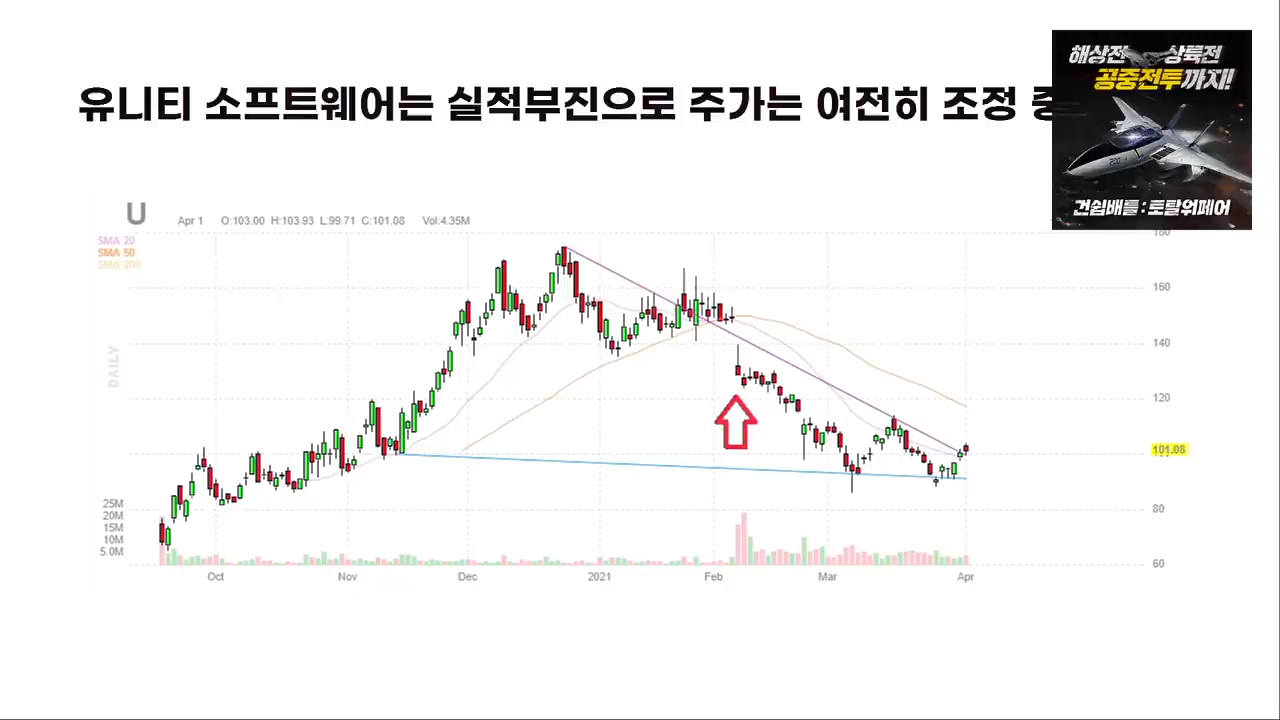 해상전 상륙전
공중전투까지!
유니티 소프트웨어는 실적부진으로 주가는 여전히 조정
건쉽배틀:토탈워페어
U
Apr 1 O:103.00 H:103.93 L:99.71 C:101.08 Vol:4.35M
SMA 20
SMA 50
SMA 200
180
160
140
120
101.08
80
60
DAILY
25M
20M
15M
10M
5.0M
Oct Nov Dec 2021 Feb Mar Apr